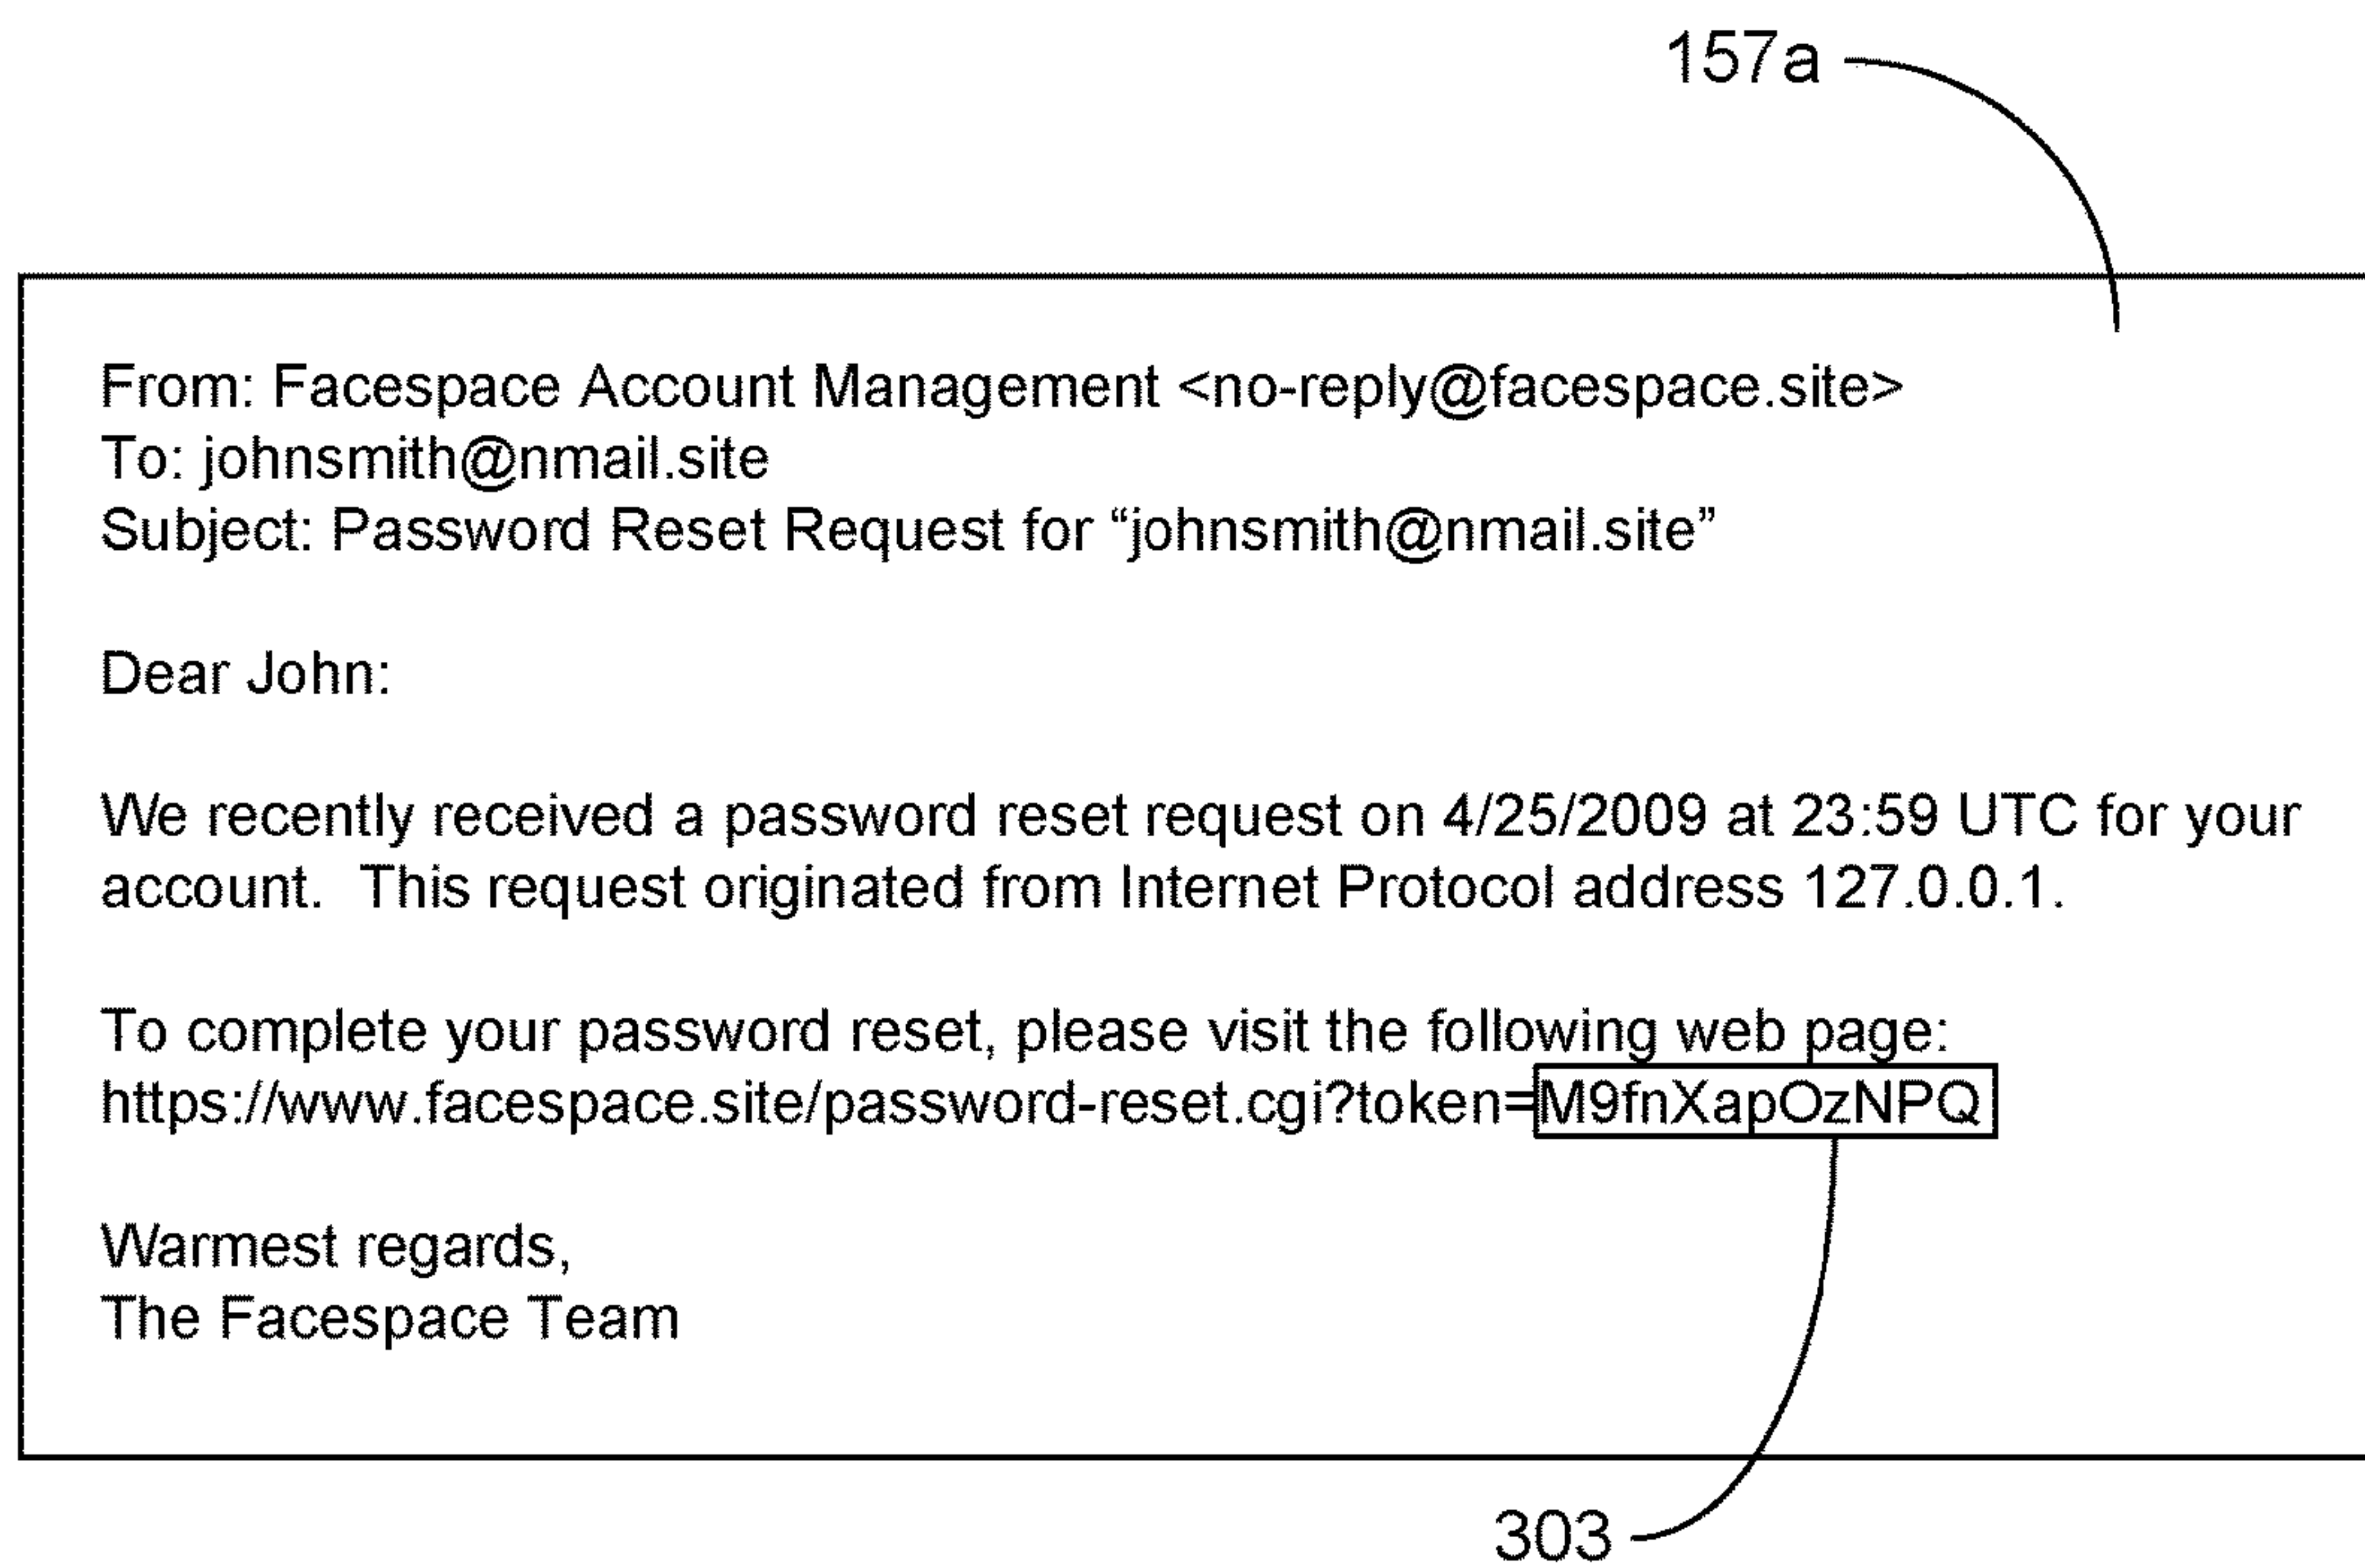 157a
From: Facespace Account Management <no-reply@facespace.site>
To: johnsmith@nmail.site
Subject: Password Reset Request for “johnsmith@nmail.site”
Dear John:
We recently received a password reset request on 4/25/2009 at 23:59 UTC for your
account.  This request originated from Internet Protocol address 127.0.0.1.
To complete your password reset, please visit the following web page:
https://www.facespace.site/password-reset.cgi?token=M9fnXapOzNPQ
Warmest regards,
The Facespace Team
303